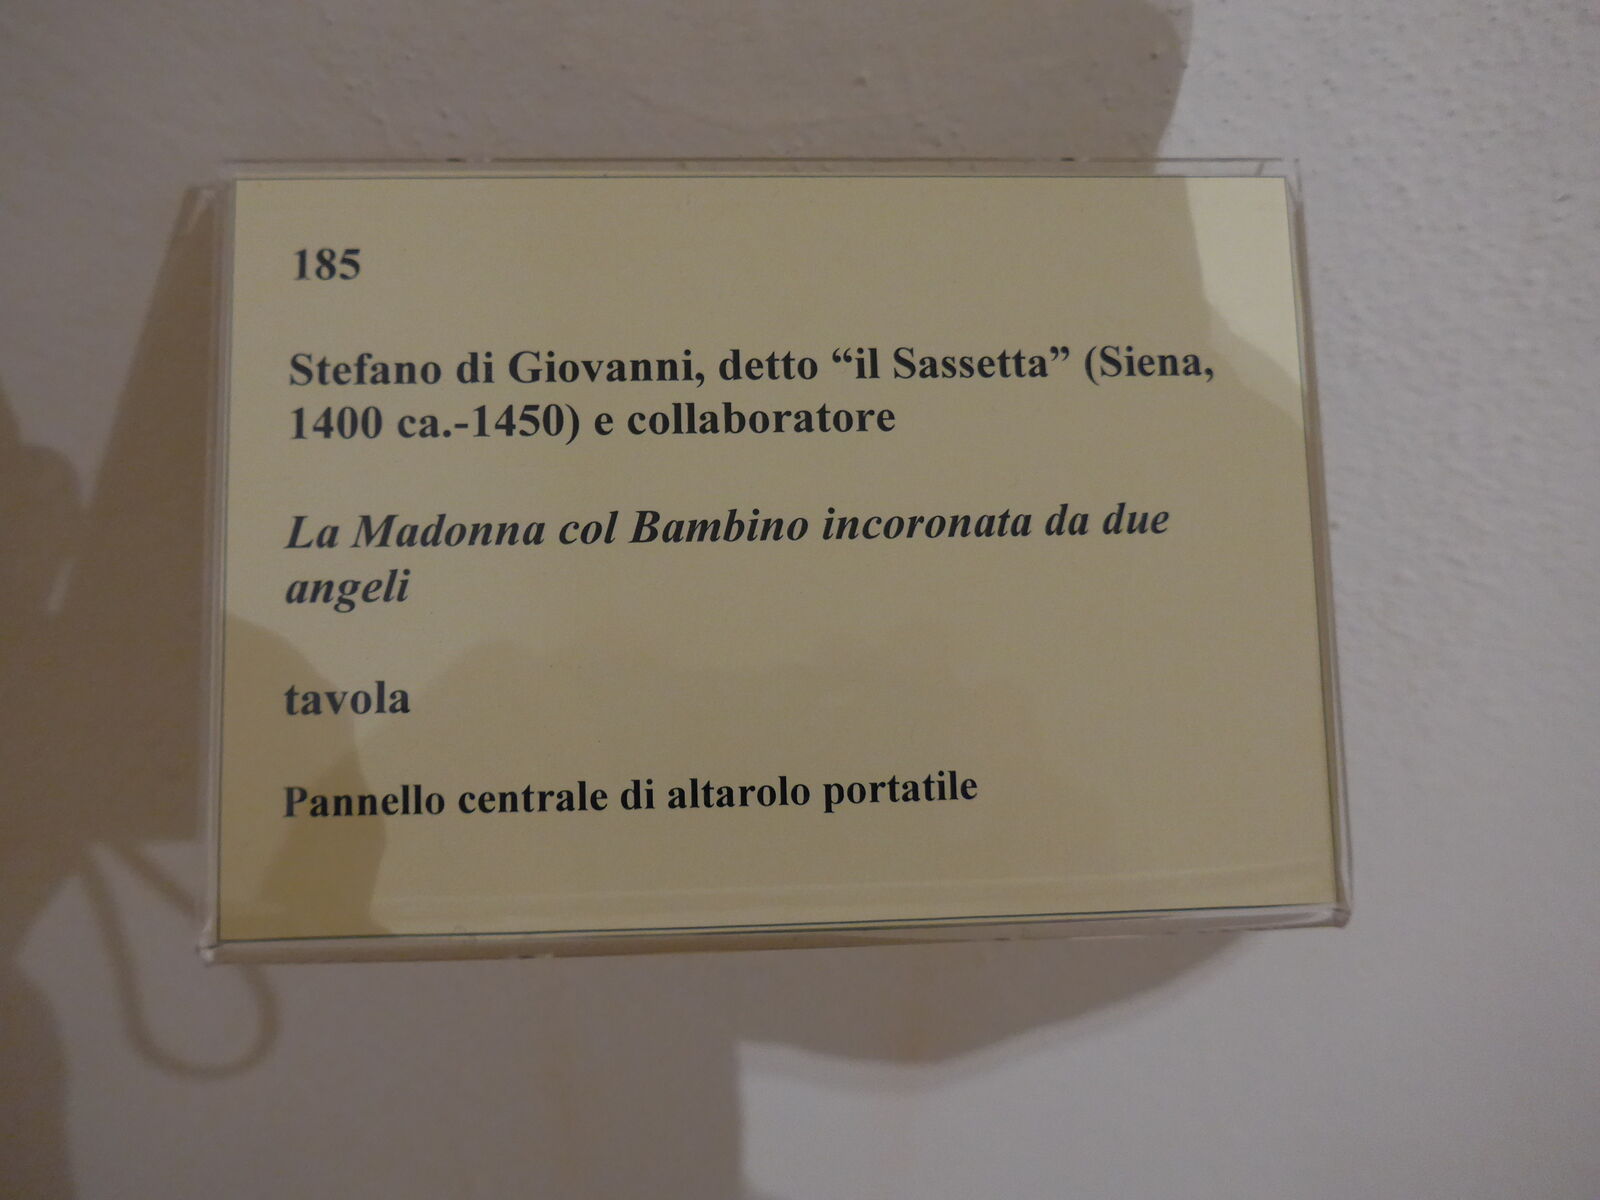 185
Stefano di Giovanni, detto “il Sassetta” (Siena,
1400 ca.-1450) e collaboratore
La Madonna col Bambino incoronata da due
angeli
tavola
Pannello centrale di altarolo portatile